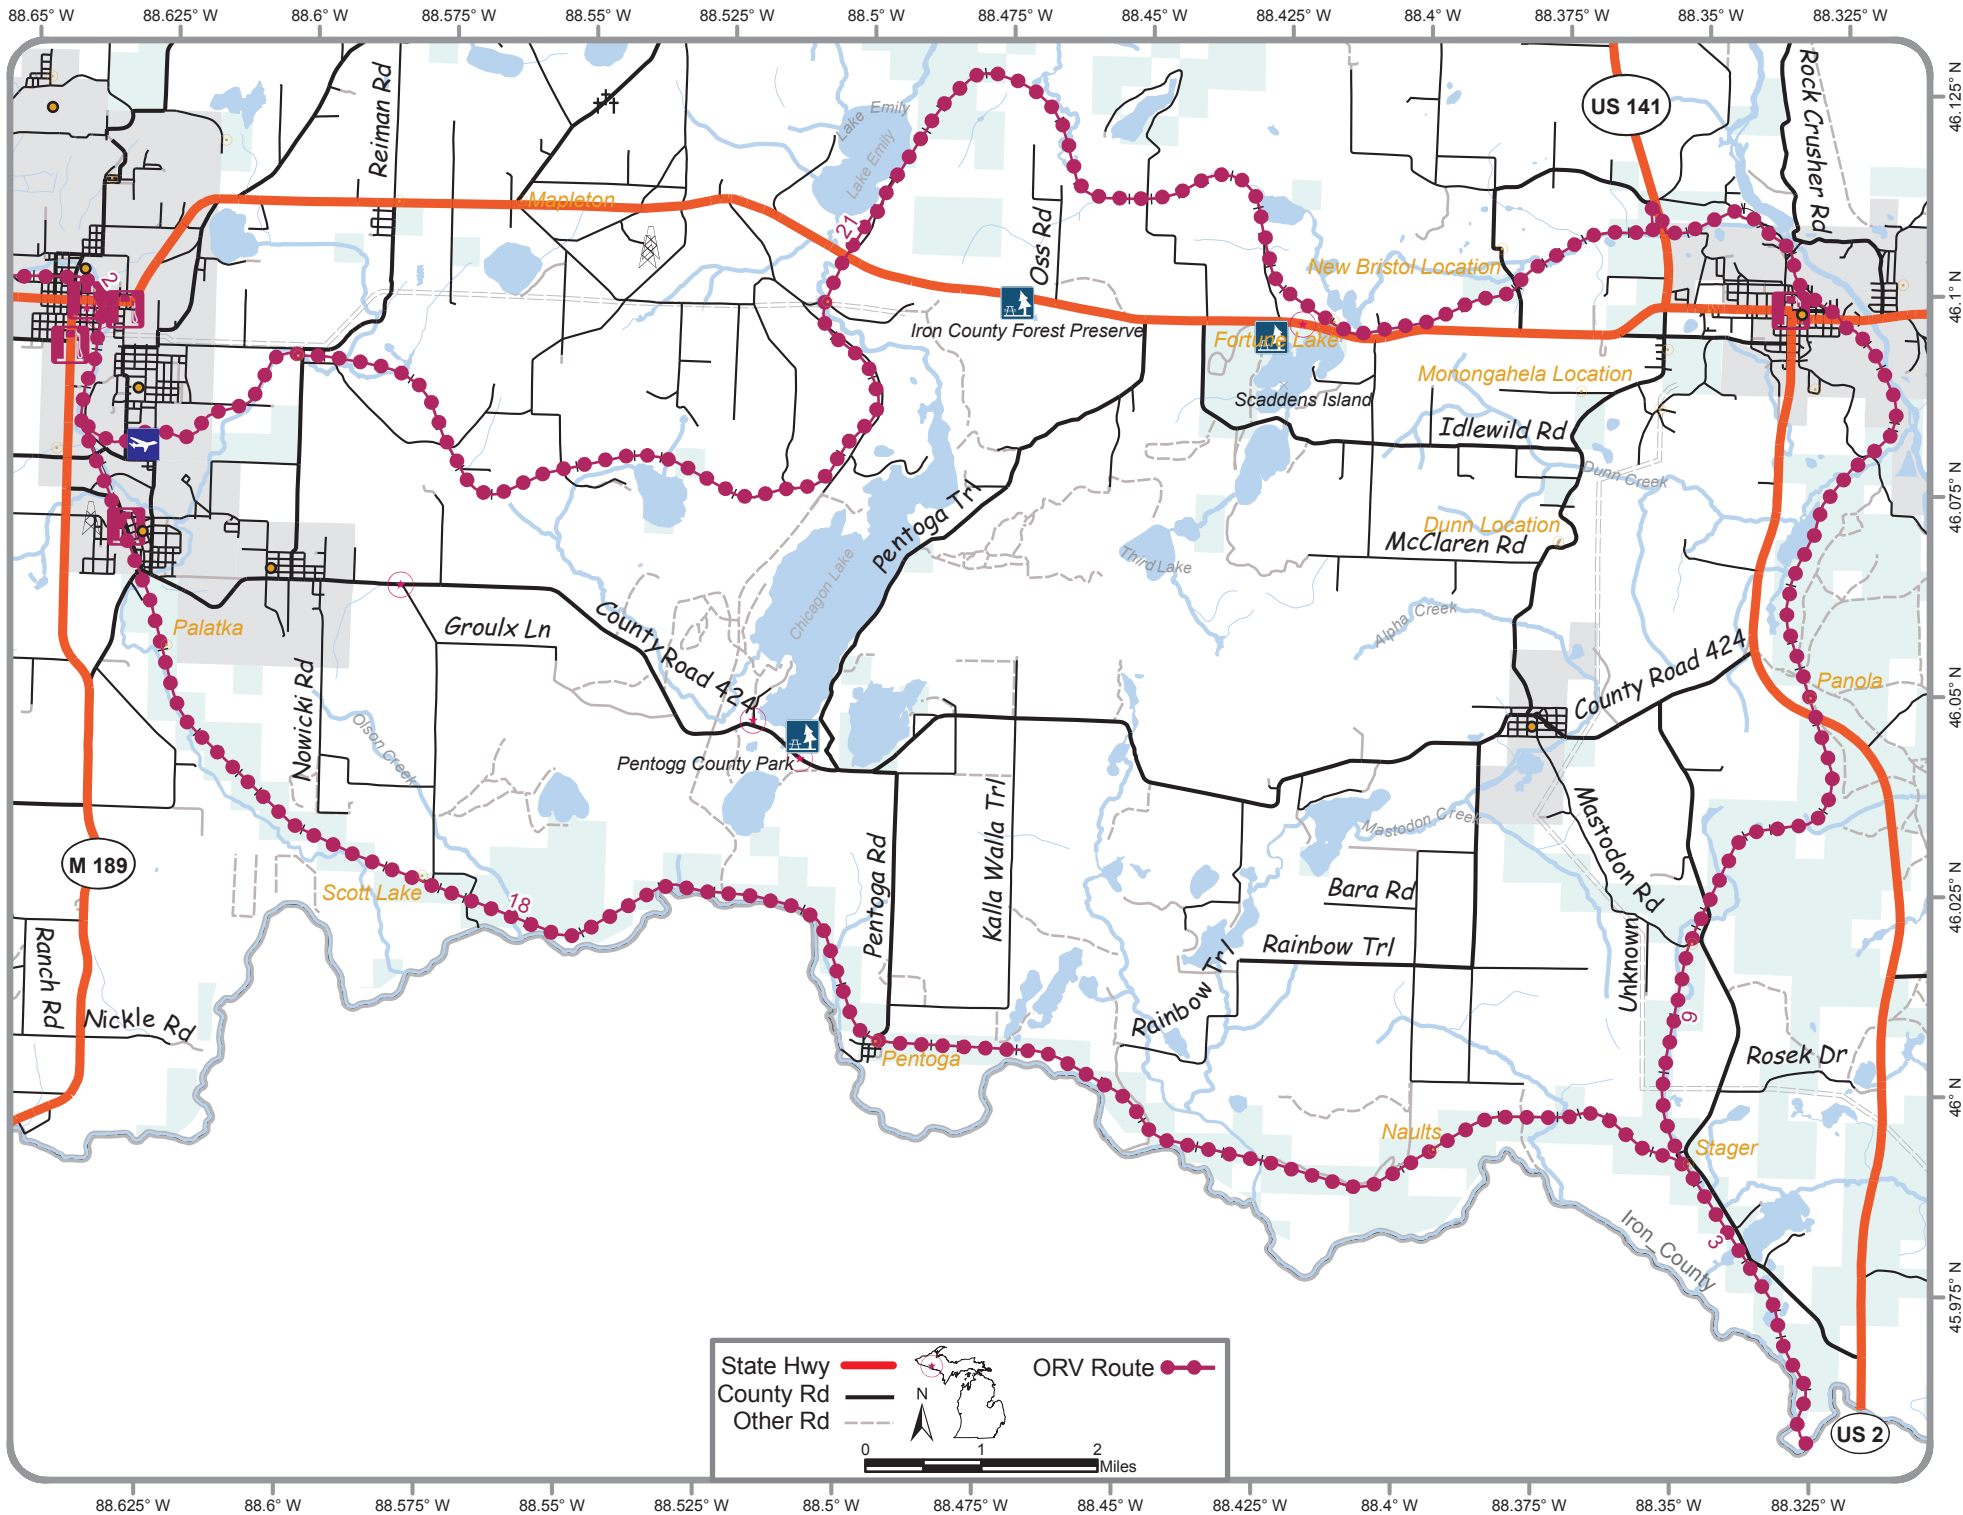 88.65° W 88.625° W 88.6° W 88.575° W 88.55° W 88.525° W 88.5° W 88.475° W 88.45° W 88.425° W 88.4° W 88.375° W 88.35° W 88.325° W
46.125° N
46.1° N
46.075° N
46.05° N
46.025° N
46° N
45.975° N
Reiman Rd
Lake Emily
Lake Emily
US 141
Rock Crusher Rd
Mapleton
21
Oss Rd
New Bristol Location
2
Iron County Forest Preserve
Fortune Lake
Monongahela Location
Scaddens Island
Idlewild Rd
Dunn Creek
Pentoga Trl
Dunn Location
McClaren Rd
Third Lake
Chicagon Lake
Alpha Creek
Palatka
Groulx Ln
County Road 424
County Road 424
Panola
Nowicki Rd
Olson Creek
Pentogg County Park
Kalla Walla Trl
Mastodon Creek
Mastodon Rd
M 189
Scott Lake
18
Pentoga Rd
Bara Rd
Rainbow Trl
Rainbow Trl
Unknown
Ranch Rd
Nickle Rd
9
Pentoga
Rosek Dr
Naults
Stager
3
Iron County
US 2
State Hwy
County Rd
Other Rd
ORV Route
N
0 1 2
Miles
88.625° W 88.6° W 88.575° W 88.55° W 88.525° W 88.5° W 88.475° W 88.45° W 88.425° W 88.4° W 88.375° W 88.35° W 88.325° W